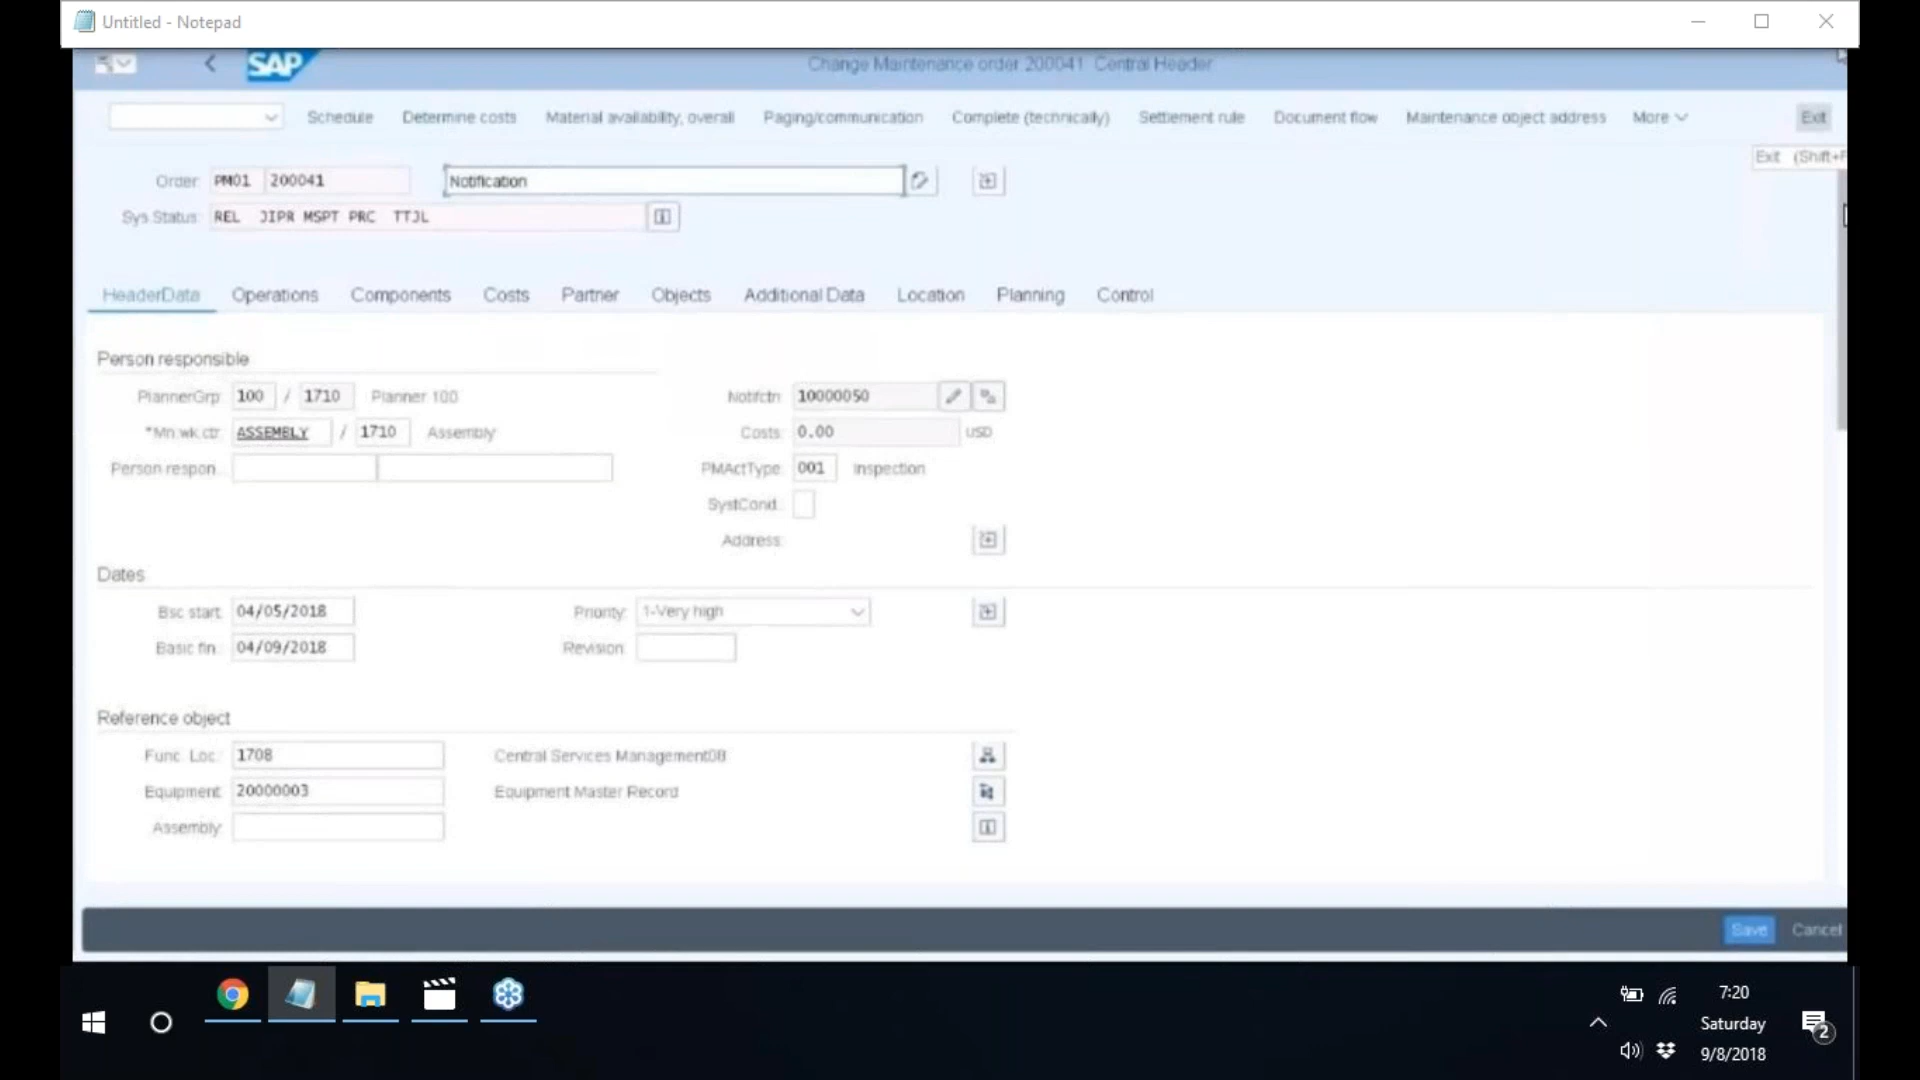 Untitled - Notepad
SAP
Change Maintenance order 200041 Central Header
Schedule Determine costs Material availability, overall Paging/communication Complete (technically) Settlement rule Document flow Maintenance object address More Exit
Exit (Shift+F
Order: PM01 200041 Notification
Sys.Status: REL JIPR MSPT PRC TTJL
HeaderData Operations Components Costs Partner Objects Additional Data Location Planning Control
Person responsible
PlannerGrp: 100 / 1710 Planner 100 Notifctn: 10000050
*Mn.wk.ctr: ASSEMBLY / 1710 Assembly Costs: 0.00 USD
Person respon.: PMActType: 001 Inspection
SystCond.:
Address:
Dates
Bsc start: 04/05/2018 Priority: 1-Very high
Basic fin.: 04/09/2018 Revision:
Reference object
Func. Loc.: 1708 Central Services Management08
Equipment: 20000003 Equipment Master Record
Assembly:
Save Cancel
7:20
Saturday
9/8/2018
2